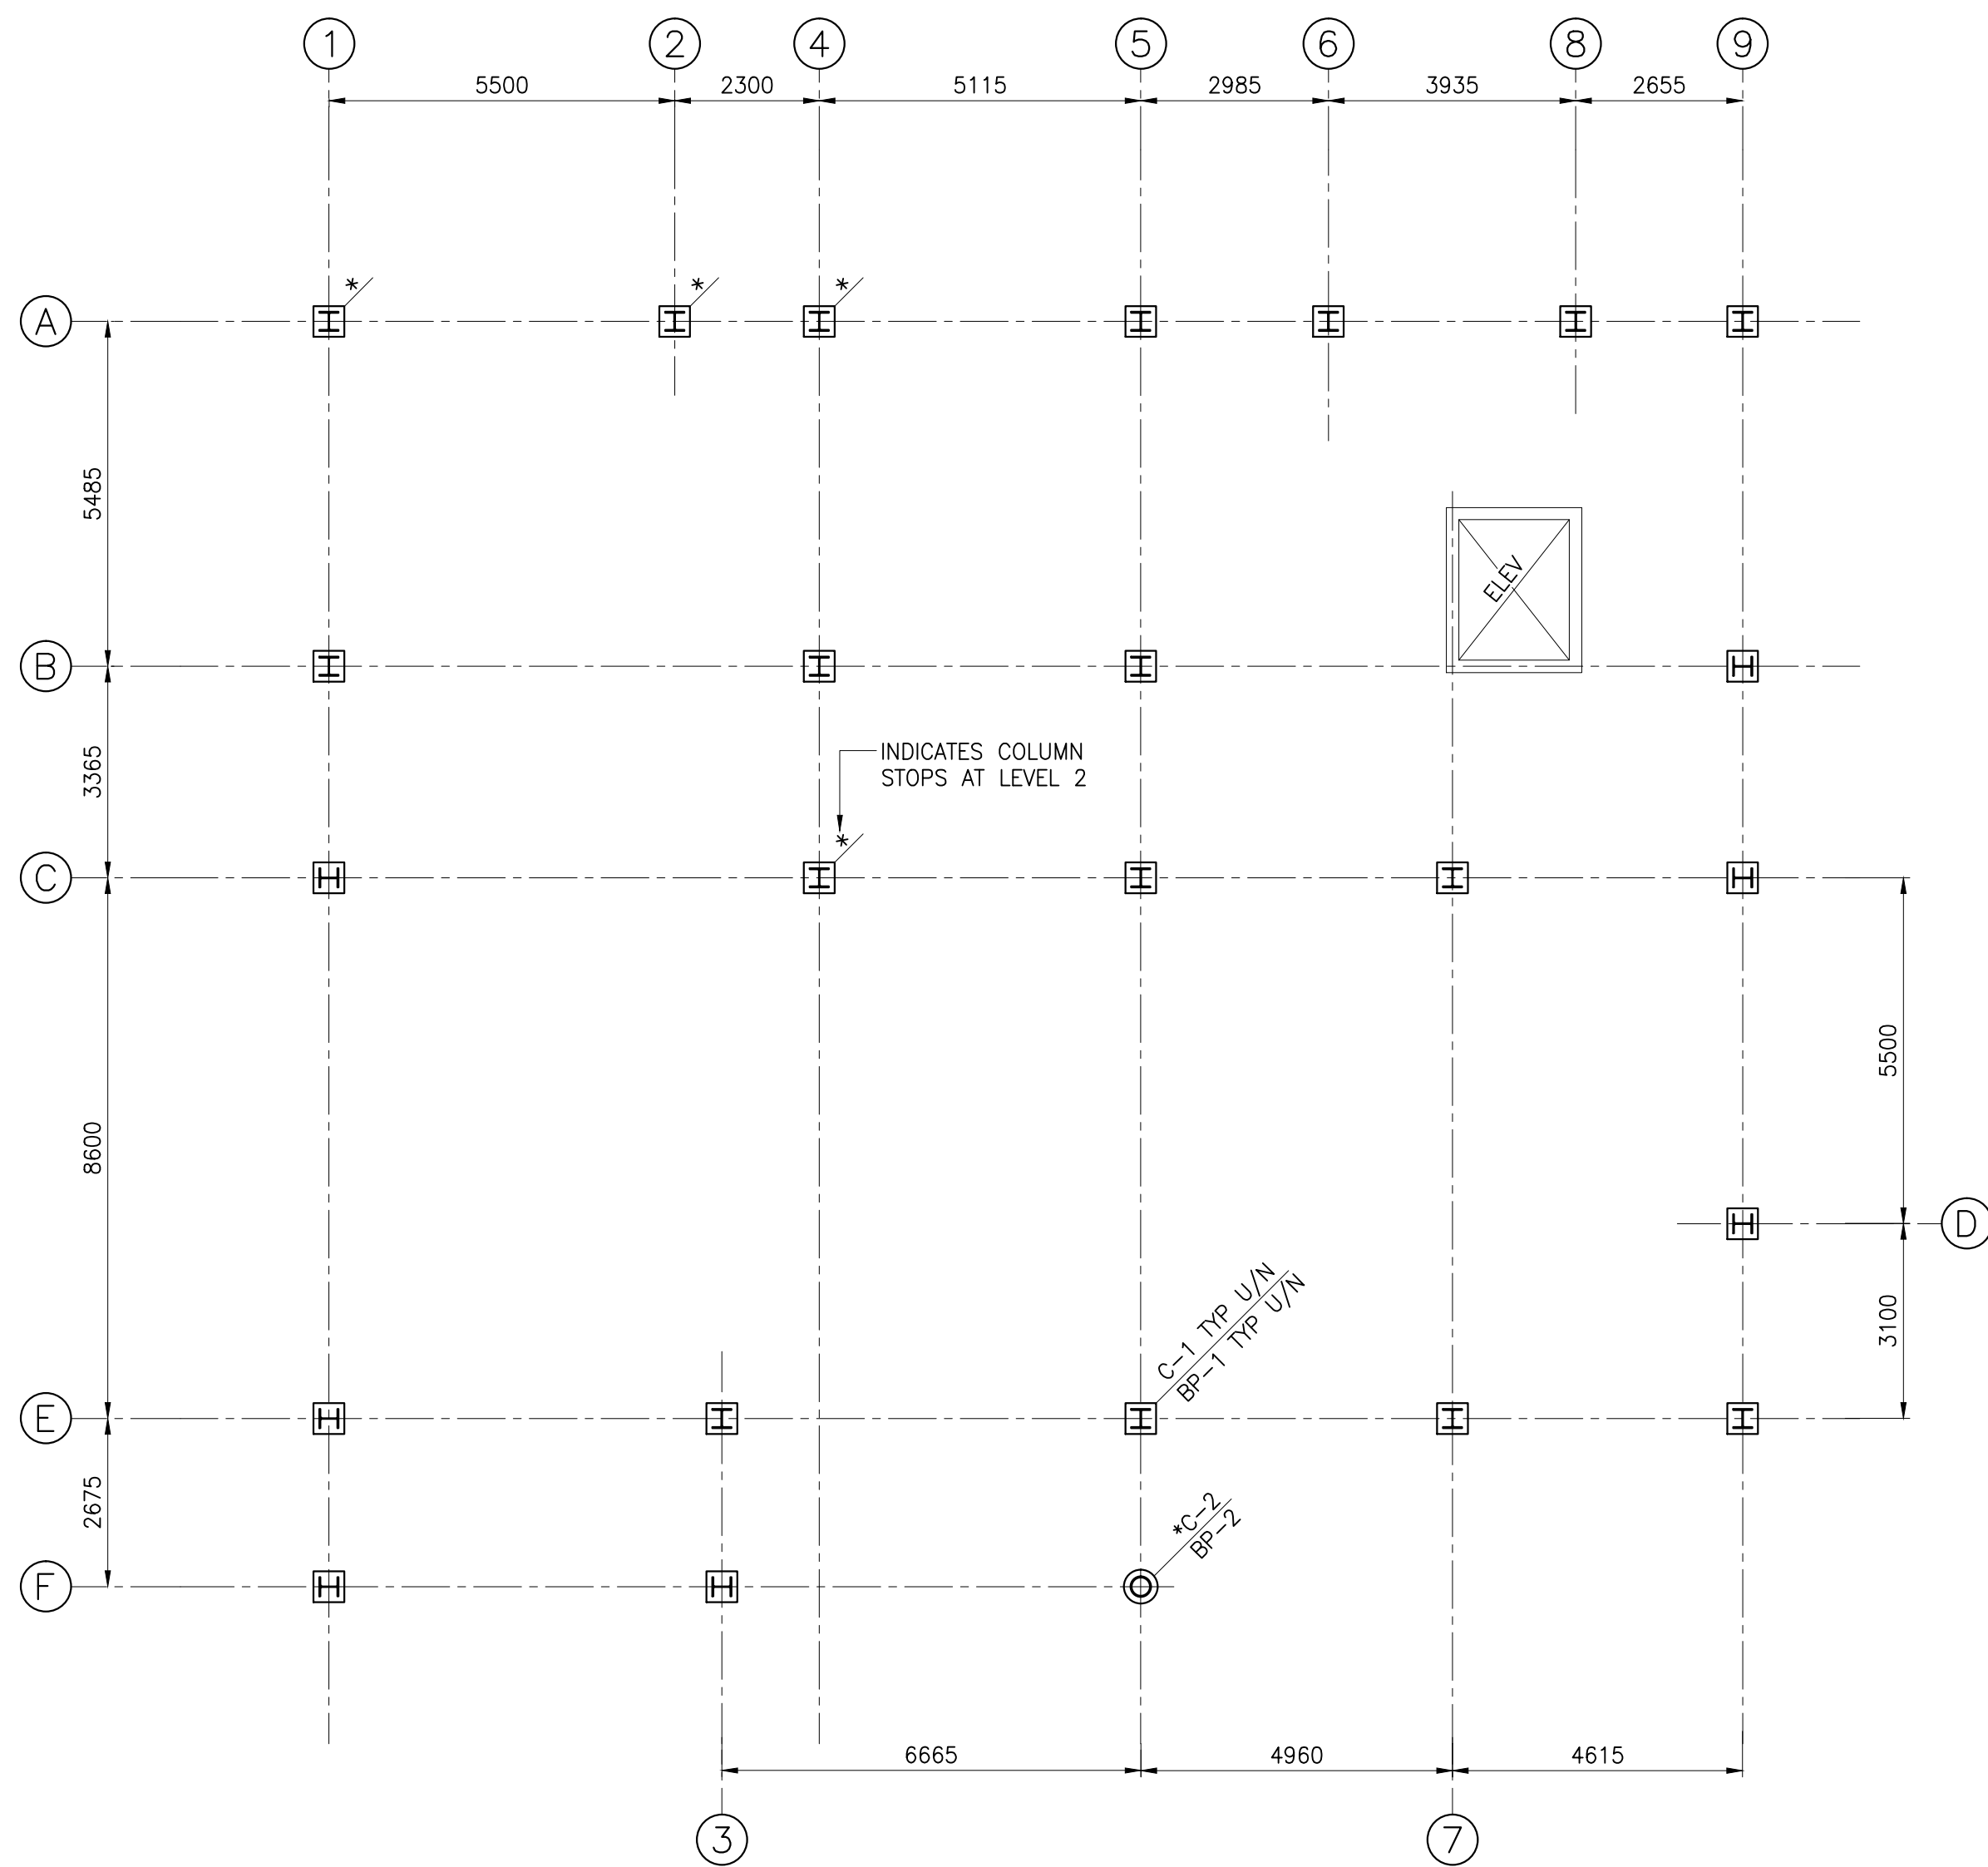 1 2 4 5 6 8 9
5500 2300 5115 2985 3935 2655
* * *
A
5485
ELEV
B
3365
INDICATES COLUMN
STOPS AT LEVEL 2
*
C
5500
8600
D
C-1 TYP U/N
BP-1 TYP U/N
3100
E
2675
*C-2
BP-2
F
6665 4960 4615
3 7